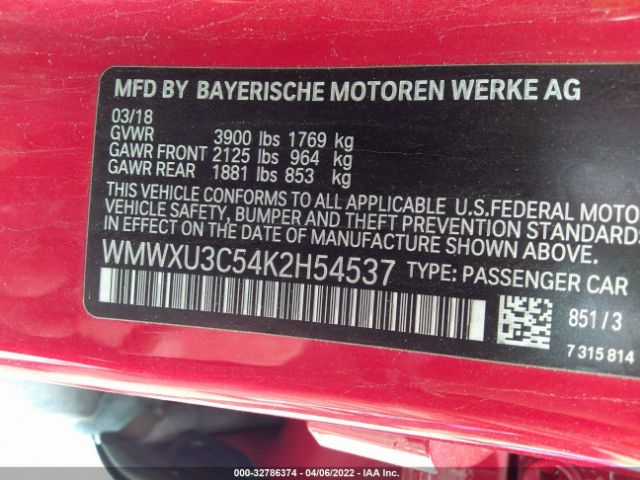 MFD BY BAYERISCHE MOTOREN WERKE AG
03/18
GVWR 3900 lbs 1769 kg
GAWR FRONT 2125 lbs 964 kg
GAWR REAR 1881 lbs 853 kg
THIS VEHICLE CONFORMS TO ALL APPLICABLE U.S.FEDERAL MOTO
VEHICLE SAFETY, BUMPER AND THEFT PREVENTION STANDAR
IN EFFECT ON THE DATE OF MANUFACTURE SHOWN ABOVE.
WMWXU3C54K2H54537 TYPE: PASSENGER CAR
851/3
7 315 814
000-32786374 | 04/06/2022 - IAA Inc.